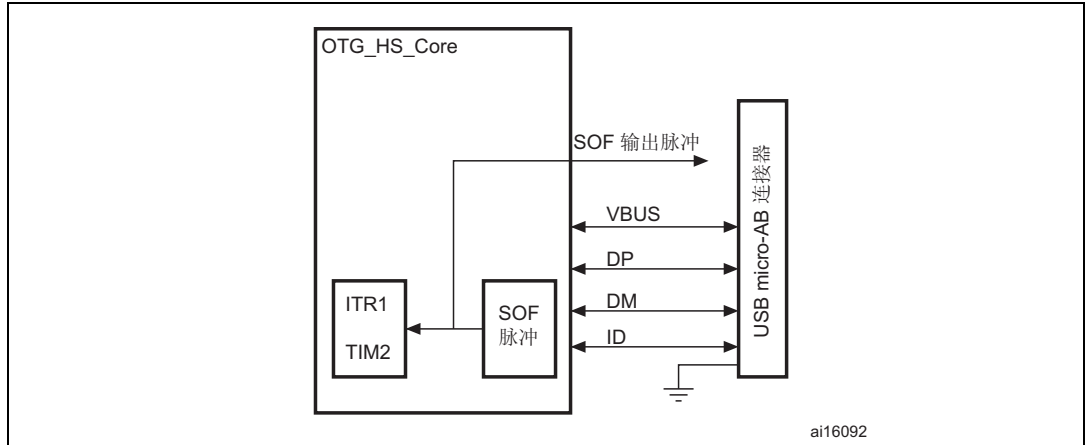 OTG_HS_Core
SOF 输出脉冲
VBUS
DP
DM
ID
ITR1
TIM2
SOF
脉冲
USB micro-AB 连接器
ai16092